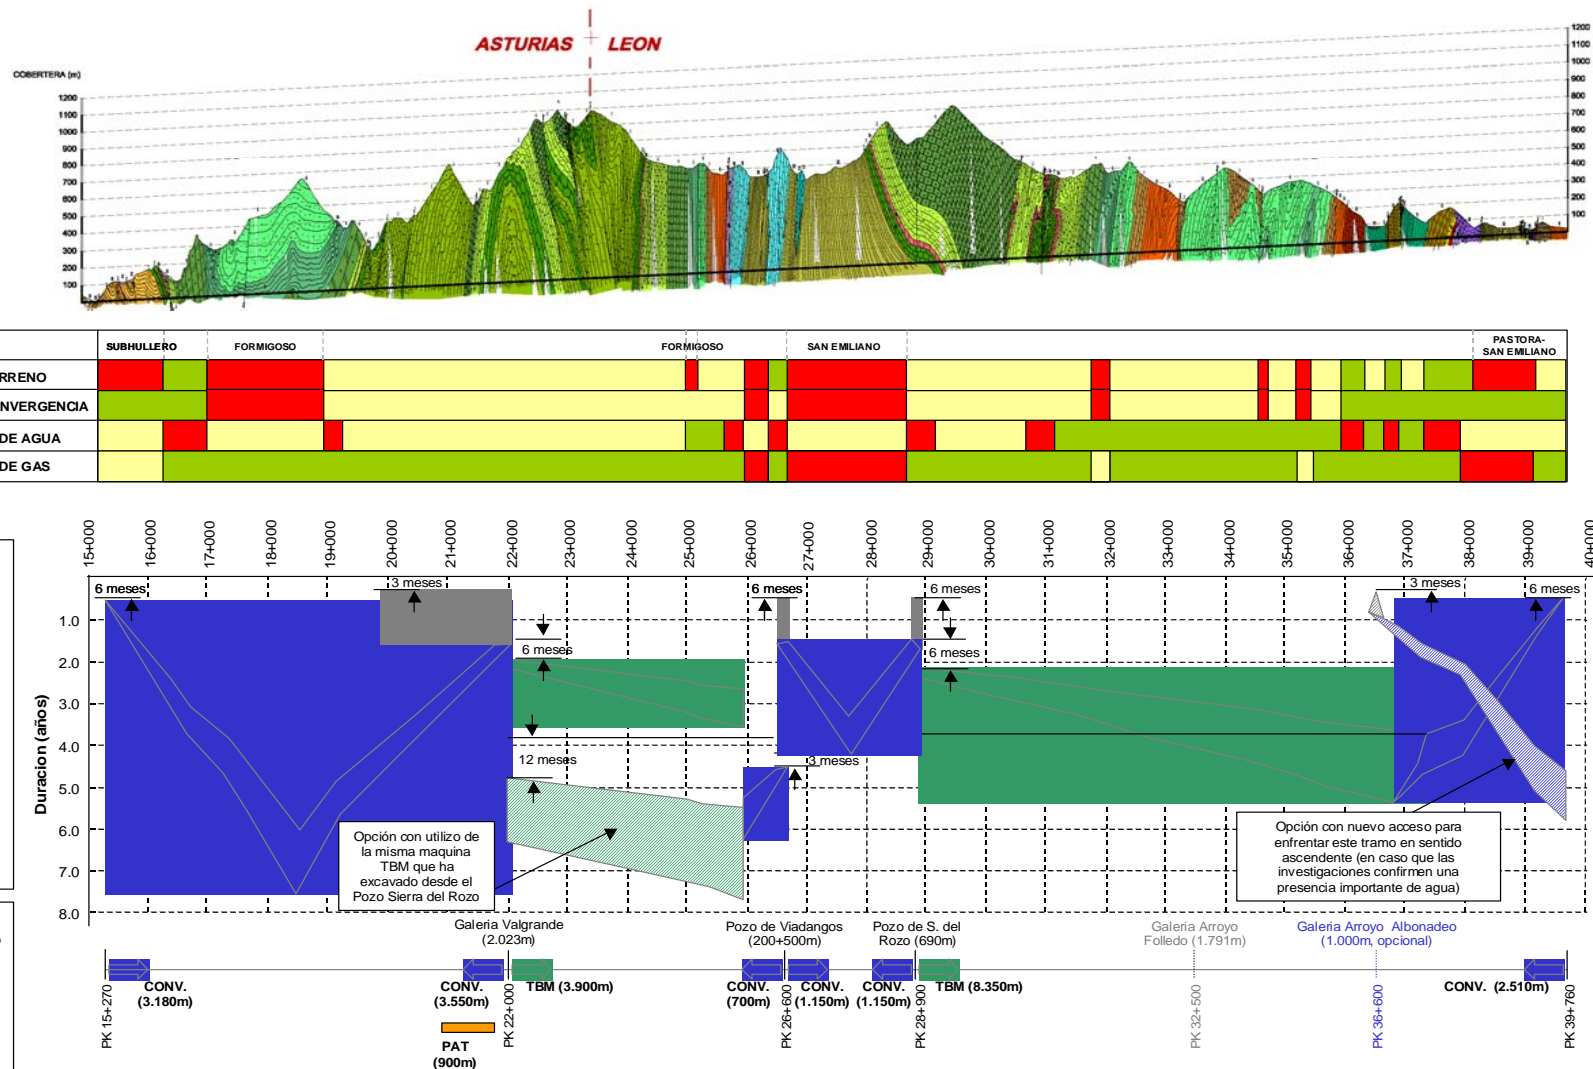 ASTURIAS LEON
COBERTERA (m)
1200
1100
1000
900
800
700
600
500
400
300
200
100
1200
1100
1000
900
800
700
600
500
400
300
200
100
SUBHULLERO FORMIGOSO FORMIGOSO SAN EMILIANO PASTORA-
SAN EMILIANO
RRENO
NVERGENCIA
DE AGUA
DE GAS
15+000 16+000 17+000 18+000 19+000 20+000 21+000 22+000 23+000 24+000 25+000 26+000 27+000 28+000 29+000 30+000 31+000 32+000 33+000 34+000 35+000 36+000 37+000 38+000 39+000 40+000
6 meses 3 meses 6 meses 6 meses 3 meses 6 meses
6 meses 6 meses
12 meses 3 meses
Duracion (años)
1.0
2.0
3.0
4.0
5.0
6.0
7.0
8.0
Opción con utilizo de
la misma maquina
TBM que ha
excavado desde el
Pozo Sierra del Rozo
Opción con nuevo acceso para
enfrentar este tramo en sentido
ascendente (en caso que las
investigaciones confirmen una
presencia importante de agua)
Galeria Valgrande
(2.023m)
Pozo de Viadangos
(200+500m)
Pozo de S. del
Rozo (690m)
Galeria Arroyo
Folledo (1.791m)
Galeria Arroyo Albonadeo
(1.000m, opcional)
CONV.
(3.180m)
CONV.
(3.550m)
TBM (3.900m)
CONV.
(700m)
CONV.
(1.150m)
CONV.
(1.150m)
TBM (8.350m)
CONV. (2.510m)
PK 15+270
PK 22+000
PK 26+600
PK 28+900
PK 32+500
PK 36+600
PK 39+760
PAT
(900m)